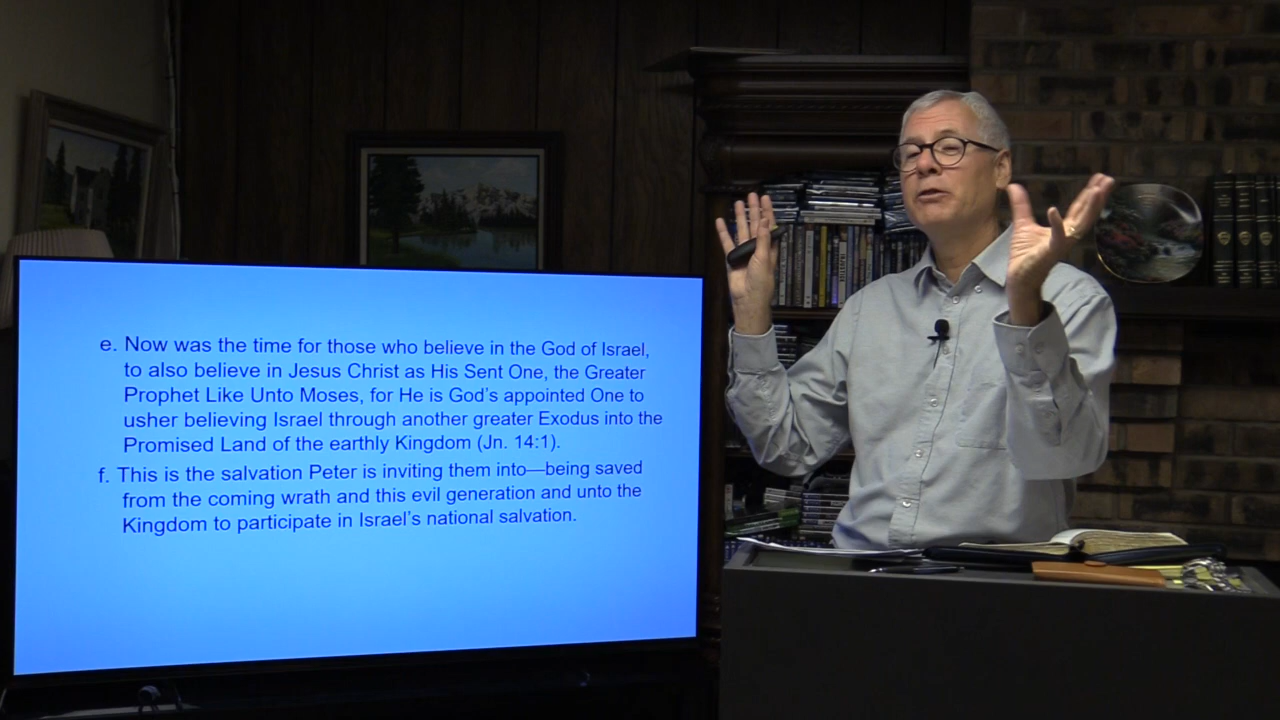 e. Now was the time for those who believe in the God of Israel,
to also believe in Jesus Christ as His Sent One, the Greater
Prophet Like Unto Moses, for He is God's appointed One to
usher believing Israel through another greater Exodus into the
Promised Land of the earthly Kingdom (Jn. 14:1).
f. This is the salvation Peter is inviting them into—being saved
from the coming wrath and this evil generation and unto the
Kingdom to participate in Israel's national salvation.